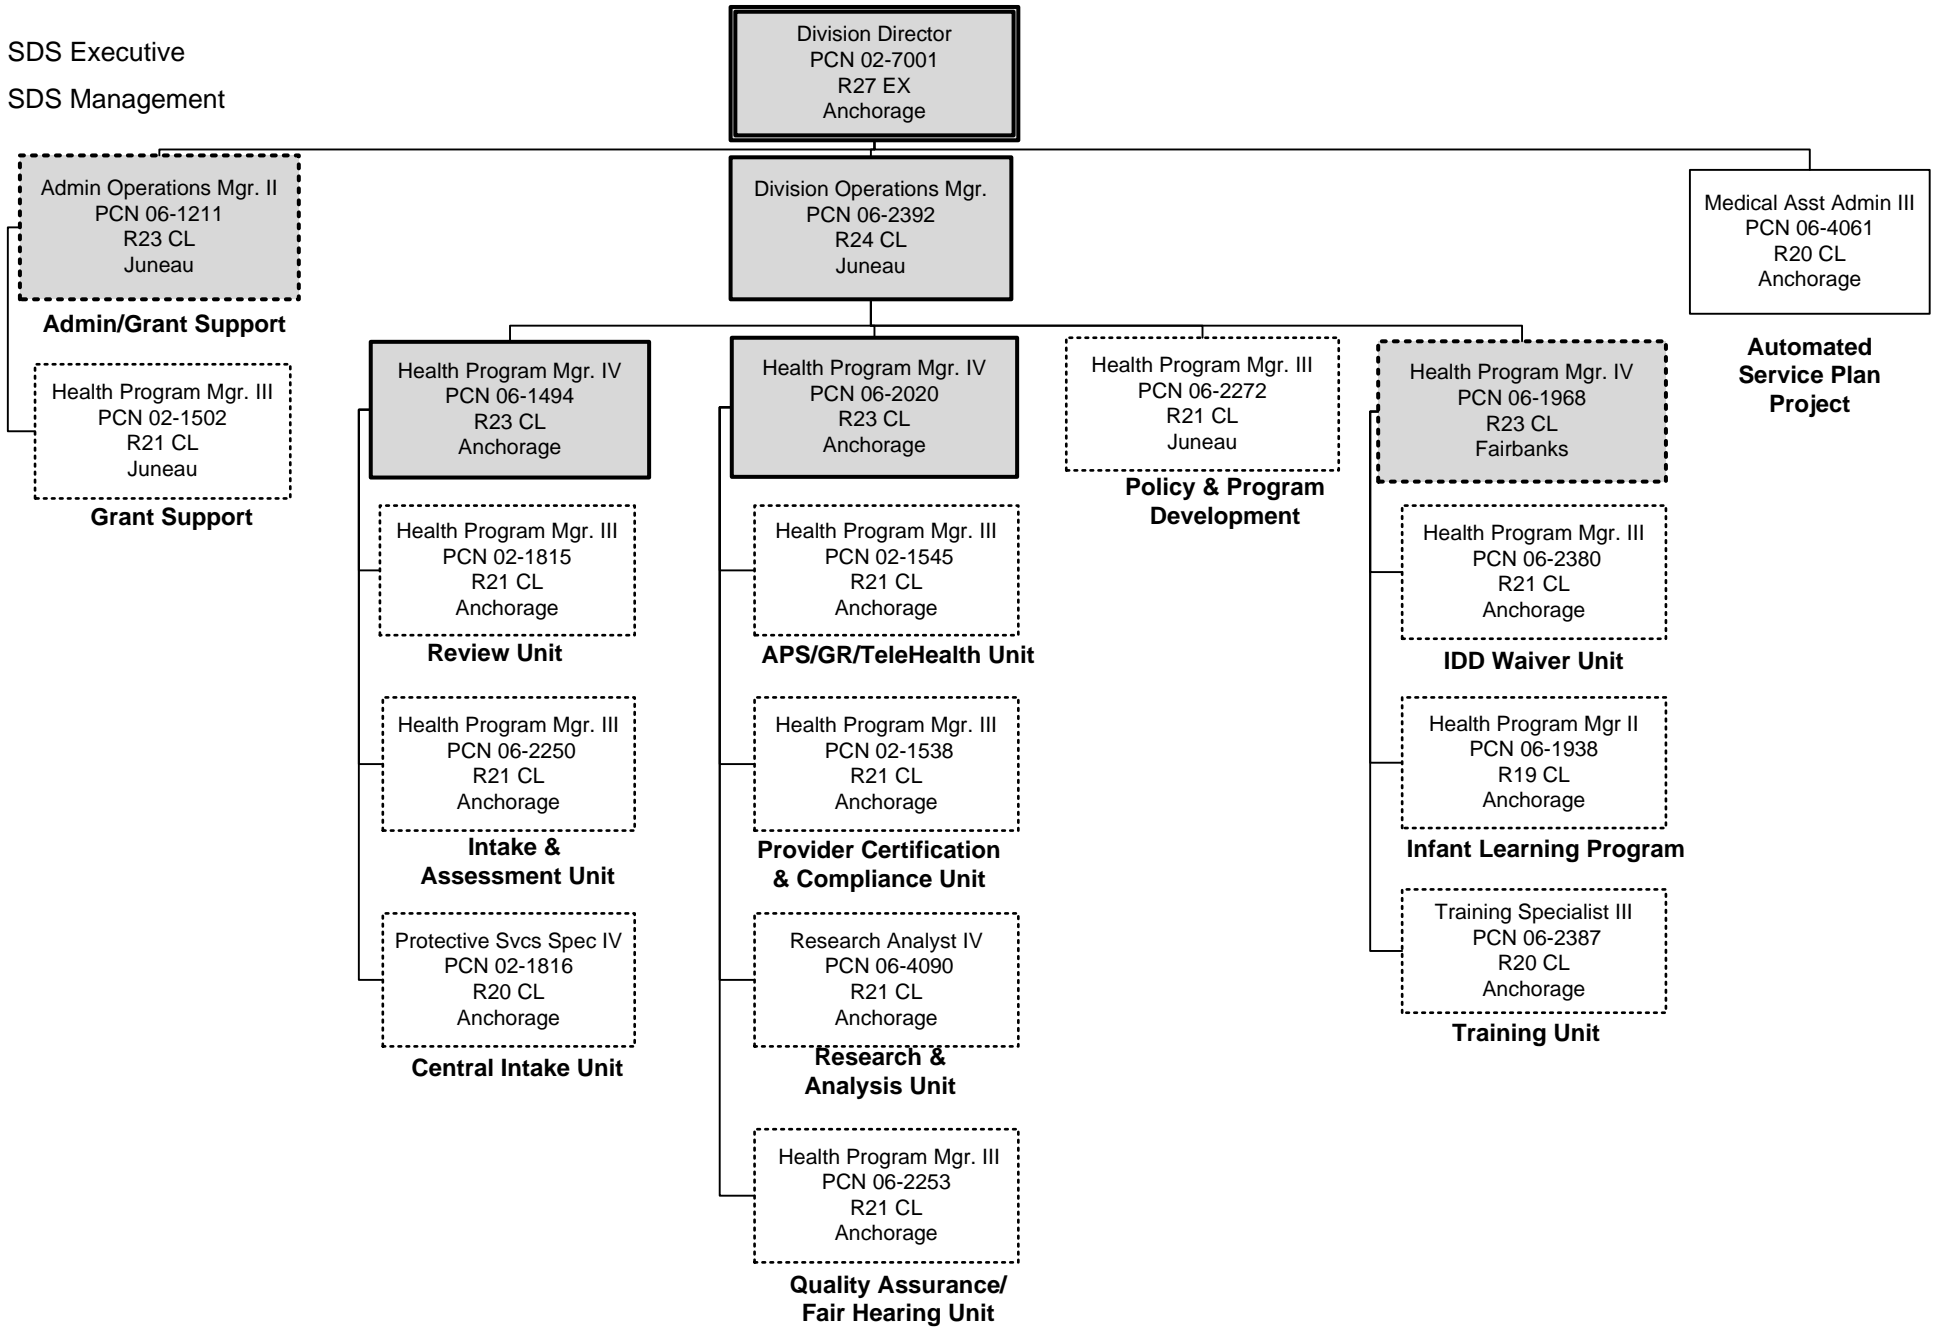 SDS Executive
SDS Management
Division Director
PCN 02-7001
R27 EX
Anchorage
Admin Operations Mgr. II
PCN 06-1211
R23 CL
Juneau
Admin/Grant Support
Health Program Mgr. III
PCN 02-1502
R21 CL
Juneau
Grant Support
Division Operations Mgr.
PCN 06-2392
R24 CL
Juneau
Medical Asst Admin III
PCN 06-4061
R20 CL
Anchorage
Automated
Service Plan
Project
Health Program Mgr. IV
PCN 06-1494
R23 CL
Anchorage
Health Program Mgr. III
PCN 02-1815
R21 CL
Anchorage
Review Unit
Health Program Mgr. III
PCN 06-2250
R21 CL
Anchorage
Intake &
Assessment Unit
Protective Svcs Spec IV
PCN 02-1816
R20 CL
Anchorage
Central Intake Unit
Health Program Mgr. IV
PCN 06-2020
R23 CL
Anchorage
Health Program Mgr. III
PCN 02-1545
R21 CL
Anchorage
APS/GR/TeleHealth Unit
Health Program Mgr. III
PCN 02-1538
R21 CL
Anchorage
Provider Certification
& Compliance Unit
Research Analyst IV
PCN 06-4090
R21 CL
Anchorage
Research &
Analysis Unit
Health Program Mgr. III
PCN 06-2253
R21 CL
Anchorage
Quality Assurance/
Fair Hearing Unit
Health Program Mgr. III
PCN 06-2272
R21 CL
Juneau
Policy & Program
Development
Health Program Mgr. IV
PCN 06-1968
R23 CL
Fairbanks
Health Program Mgr. III
PCN 06-2380
R21 CL
Anchorage
IDD Waiver Unit
Health Program Mgr II
PCN 06-1938
R19 CL
Anchorage
Infant Learning Program
Training Specialist III
PCN 06-2387
R20 CL
Anchorage
Training Unit